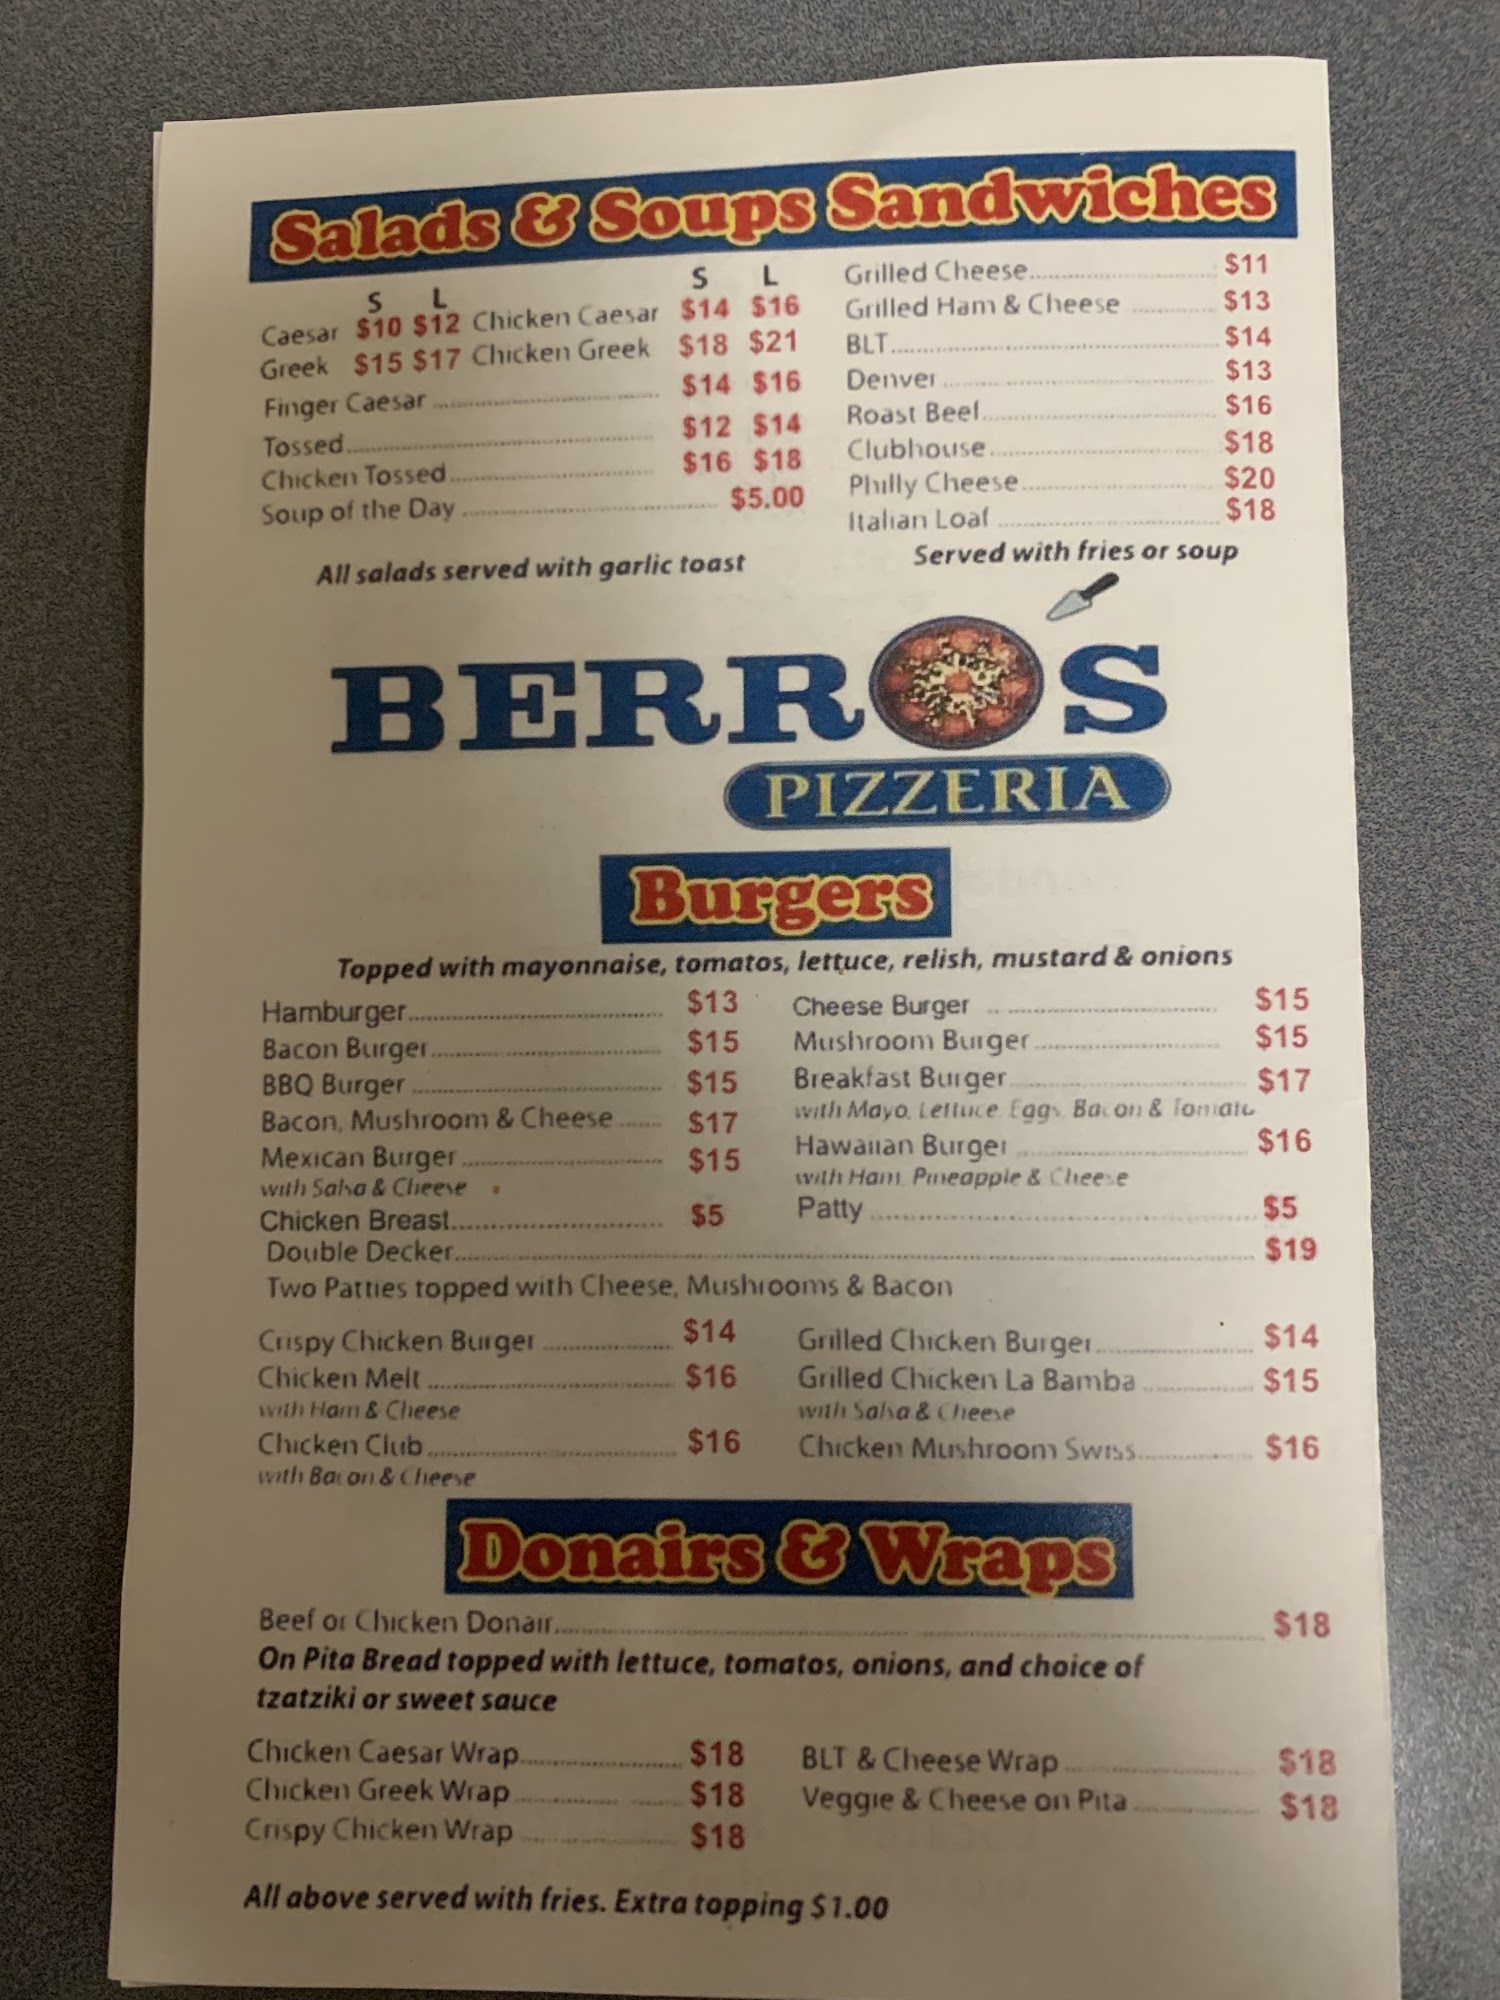 Salads & Soups Sandwiches
S L
S L
Caesar $10 $12 Chicken Caesar $14 $16
Greek $15 $17 Chicken Greek $18 $21
Finger Caesar $14 $16
Tossed $12 $14
Chicken Tossed $16 $18
Soup of the Day $5.00
All salads served with garlic toast
Grilled Cheese $11
Grilled Ham & Cheese $13
BLT $14
Denver $13
Roast Beef $16
Clubhouse $18
Philly Cheese $20
Italian Loaf $18
Served with fries or soup
BERRO'S
PIZZERIA
Burgers
Topped with mayonnaise, tomatos, lettuce, relish, mustard & onions
Hamburger $13
Bacon Burger $15
BBQ Burger $15
Bacon, Mushroom & Cheese $17
Mexican Burger $15
with Salsa & Cheese
Chicken Breast $5
Cheese Burger $15
Mushroom Burger $15
Breakfast Burger $17
with Mayo, Lettuce, Eggs, Bacon & Tomato
Hawaiian Burger $16
with Ham, Pineapple & Cheese
Patty $5
Double Decker $19
Two Patties topped with Cheese, Mushrooms & Bacon
Crispy Chicken Burger $14
Chicken Melt $16
with Ham & Cheese
Chicken Club $16
with Bacon & Cheese
Grilled Chicken Burger $14
Grilled Chicken La Bamba $15
with Salsa & Cheese
Chicken Mushroom Swiss $16
Donairs & Wraps
Beef or Chicken Donair $18
On Pita Bread topped with lettuce, tomatos, onions, and choice of
tzatziki or sweet sauce
Chicken Caesar Wrap $18
Chicken Greek Wrap $18
Crispy Chicken Wrap $18
BLT & Cheese Wrap $18
Veggie & Cheese on Pita $18
All above served with fries. Extra topping $1.00